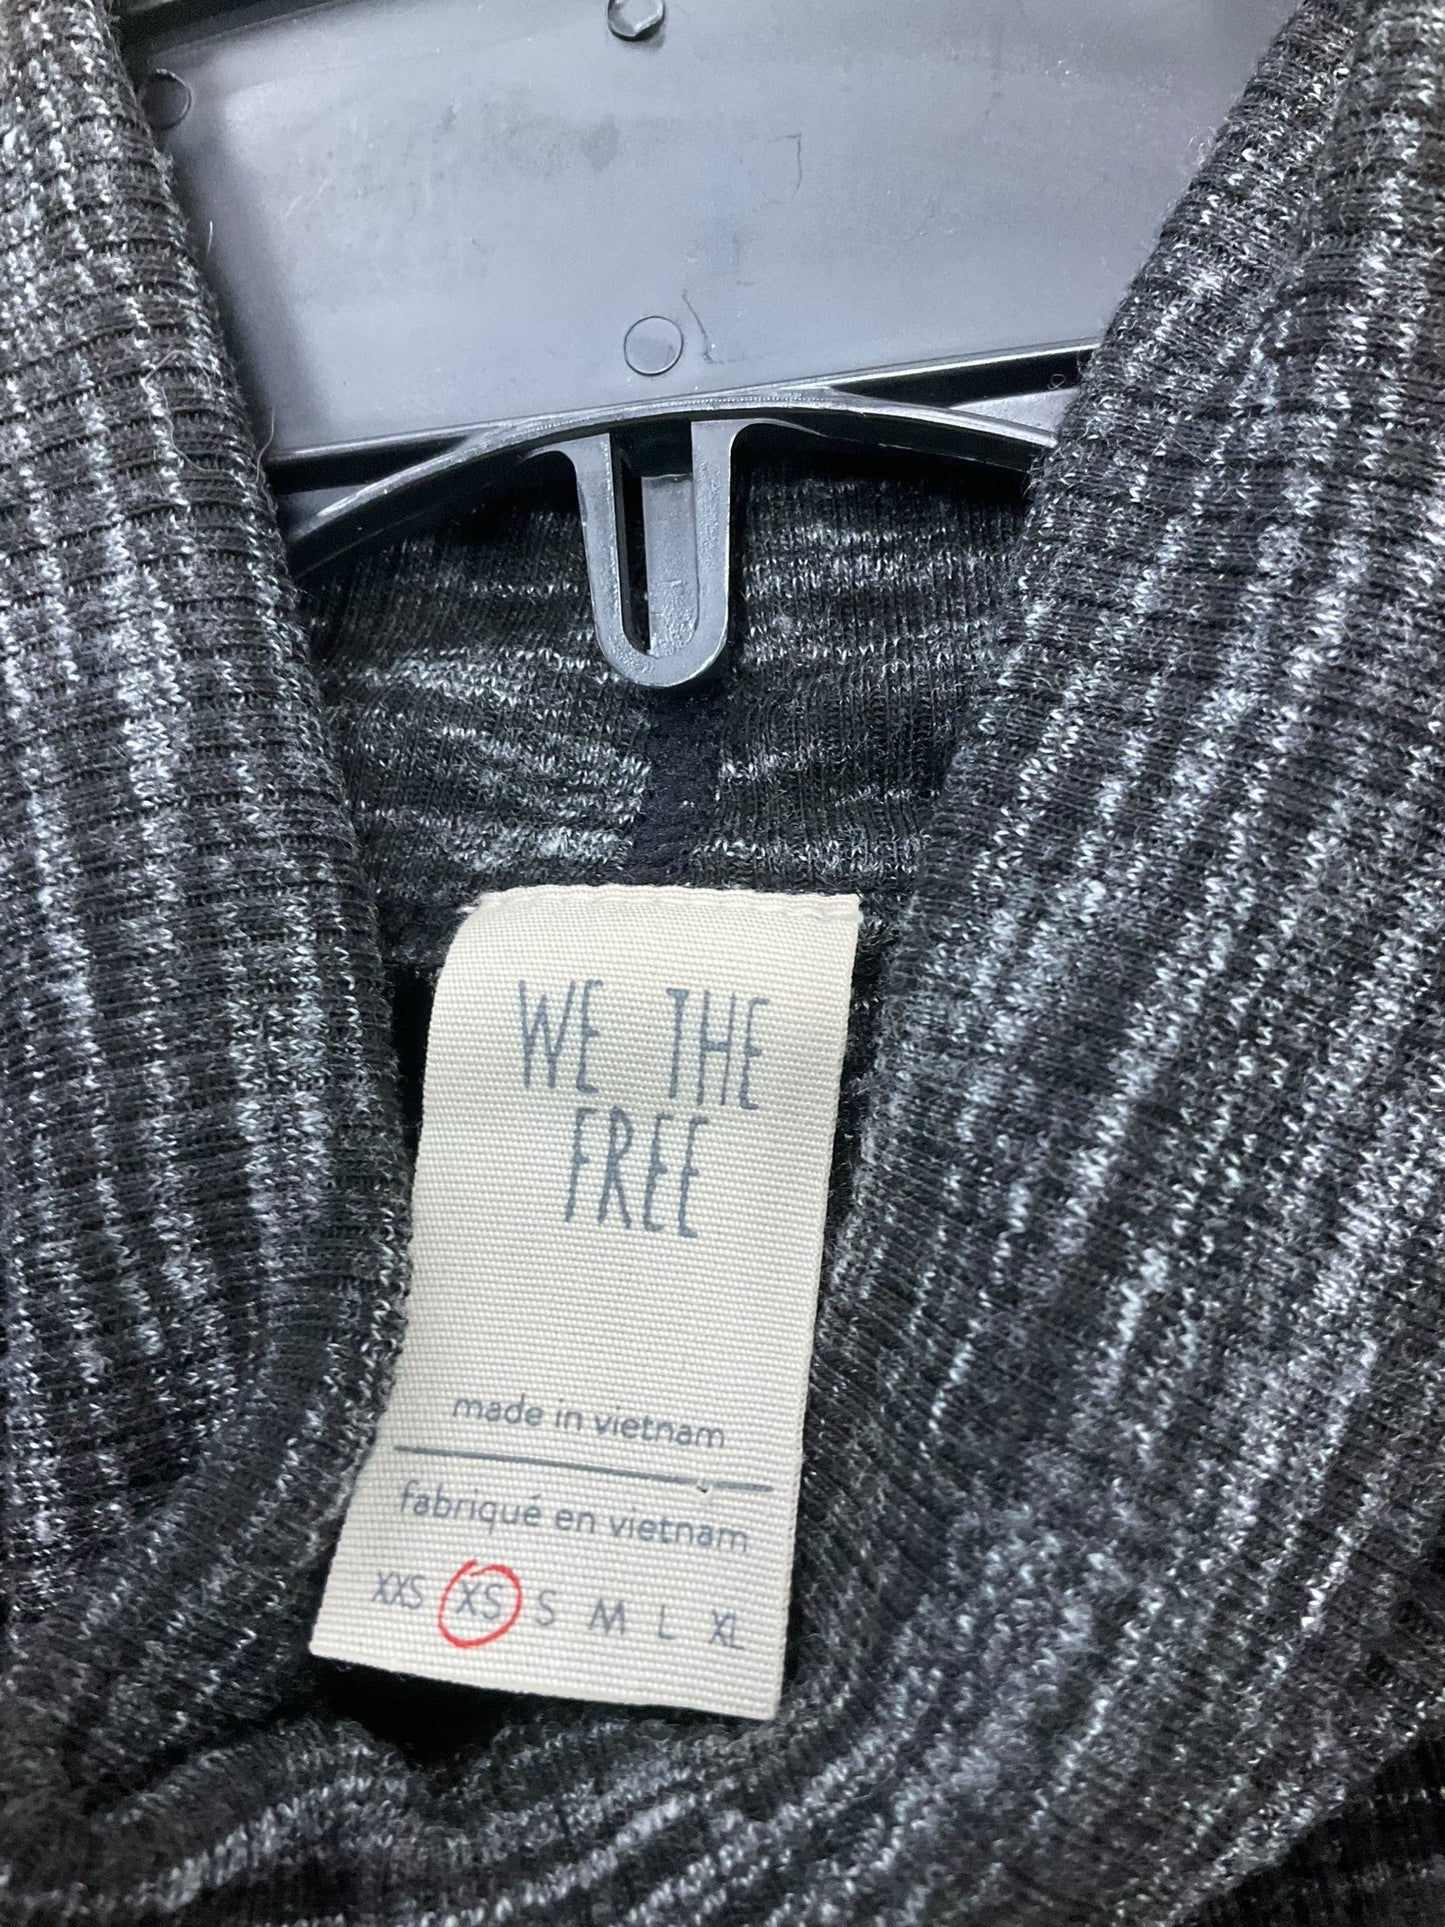 WE THE
FREE
made in vietnam
fabriqué en vietnam
XXS XS S M L XL